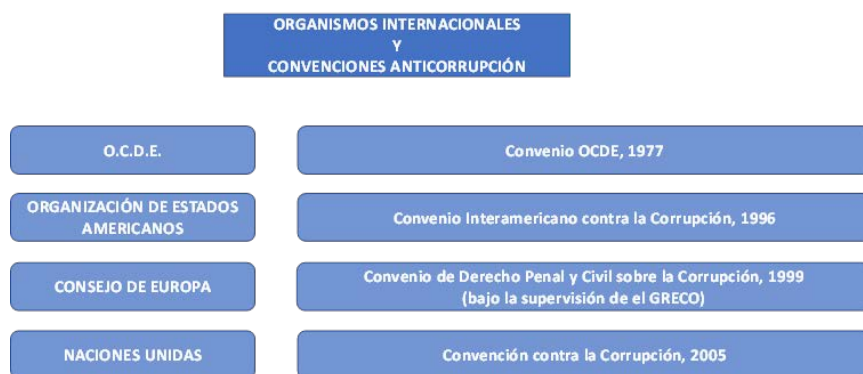 ORGANISMOS INTERNACIONALES
Y
CONVENCIONES ANTICORRUPCIÓN
O.C.D.E.
Convenio OCDE, 1977
ORGANIZACIÓN DE ESTADOS
AMERICANOS
Convenio Interamericano contra la Corrupción, 1996
CONSEJO DE EUROPA
Convenio de Derecho Penal y Civil sobre la Corrupción, 1999
(bajo la supervisión de el GRECO)
NACIONES UNIDAS
Convención contra la Corrupción, 2005